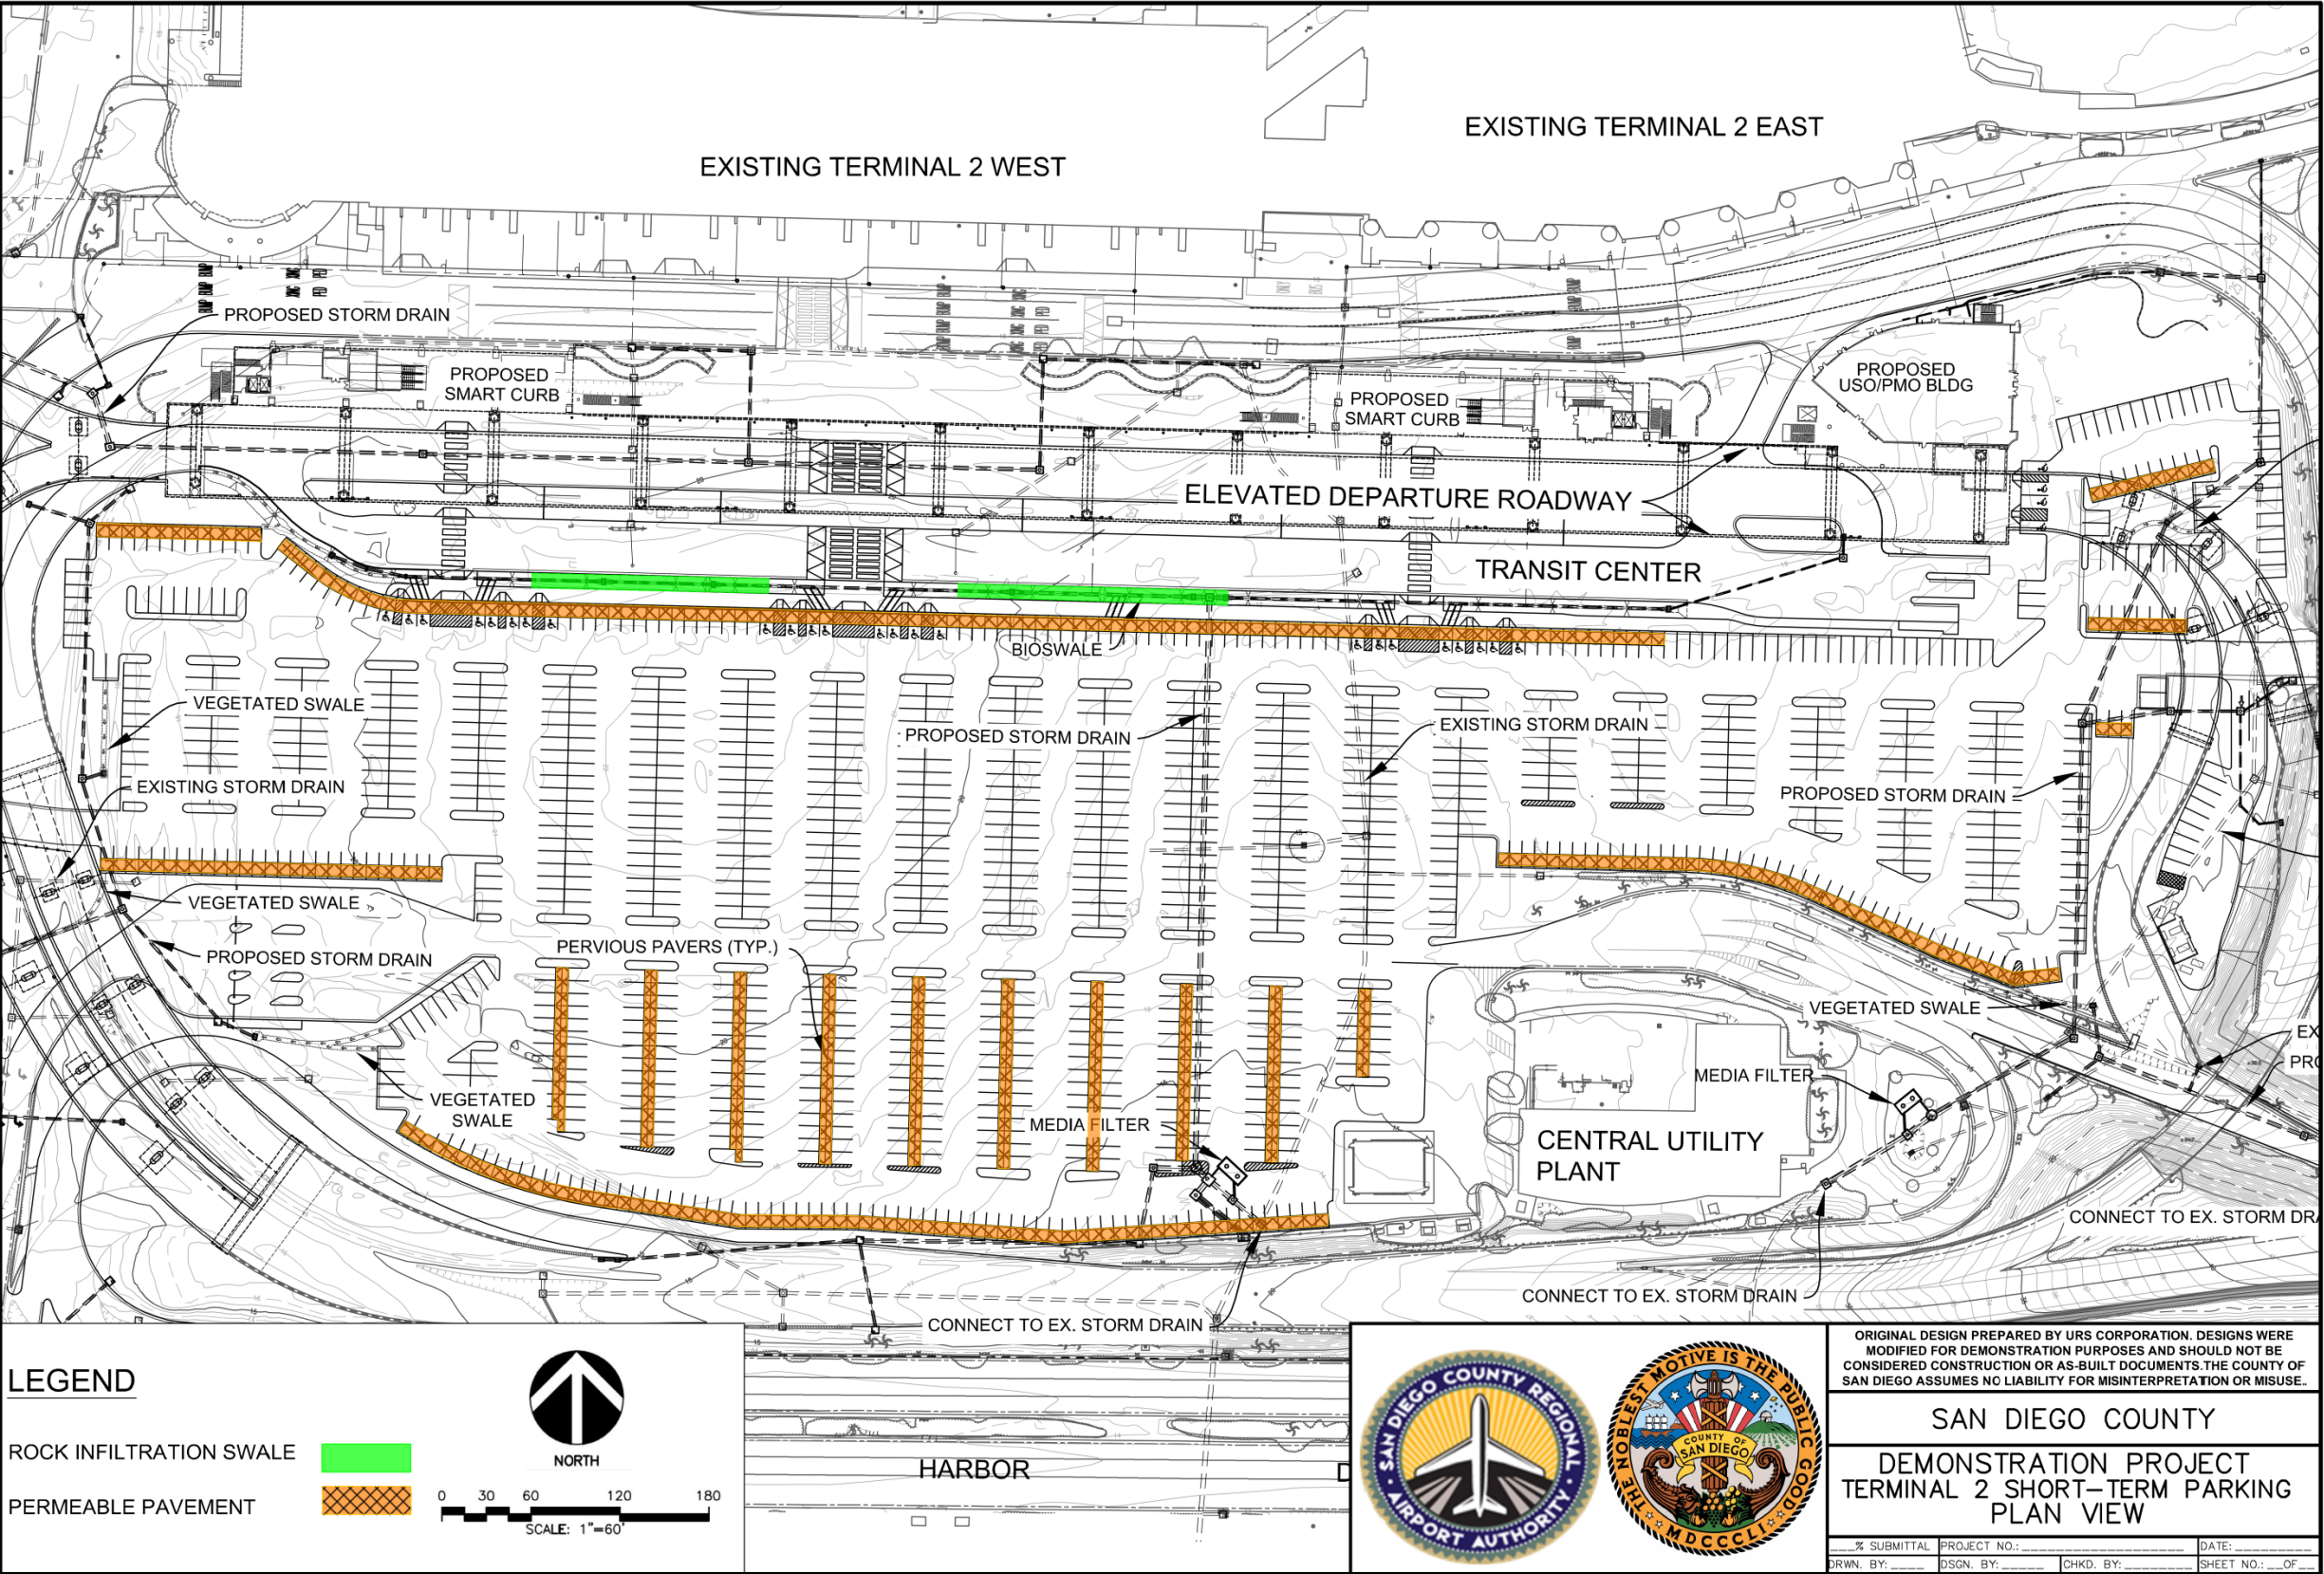 EXISTING TERMINAL 2 EAST
EXISTING TERMINAL 2 WEST
PROPOSED STORM DRAIN
PROPOSED
SMART CURB
PROPOSED
SMART CURB
PROPOSED
USO/PMO BLDG
ELEVATED DEPARTURE ROADWAY
TRANSIT CENTER
BIOSWALE
VEGETATED SWALE
PROPOSED STORM DRAIN
EXISTING STORM DRAIN
EXISTING STORM DRAIN
PROPOSED STORM DRAIN
VEGETATED SWALE
PROPOSED STORM DRAIN
PERVIOUS PAVERS (TYP.)
VEGETATED SWALE
EX
PRO
VEGETATED
SWALE
MEDIA FILTER
MEDIA FILTER
CENTRAL UTILITY
PLANT
CONNECT TO EX. STORM DRA
CONNECT TO EX. STORM DRAIN
CONNECT TO EX. STORM DRAIN
HARBOR
D
LEGEND
ROCK INFILTRATION SWALE
PERMEABLE PAVEMENT
NORTH
0 30 60 120 180
SCALE: 1"=60'
SAN DIEGO COUNTY REGIONAL
AIRPORT AUTHORITY
THE NOBLEST MOTIVE IS THE PUBLIC GOOD
COUNTY OF
SAN DIEGO
MDCCCLI
ORIGINAL DESIGN PREPARED BY URS CORPORATION. DESIGNS WERE
MODIFIED FOR DEMONSTRATION PURPOSES AND SHOULD NOT BE
CONSIDERED CONSTRUCTION OR AS-BUILT DOCUMENTS.THE COUNTY OF
SAN DIEGO ASSUMES NO LIABILITY FOR MISINTERPRETATION OR MISUSE.
SAN DIEGO COUNTY
DEMONSTRATION PROJECT
TERMINAL 2 SHORT-TERM PARKING
PLAN VIEW
___% SUBMITTAL PROJECT NO.: DATE:
DRWN. BY: DSGN. BY: CHKD. BY: SHEET NO.: __OF__